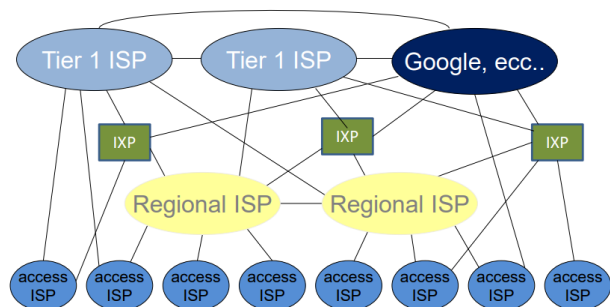 Tier 1 ISP
Tier 1 ISP
Google, ecc..
IXP
IXP
IXP
Regional ISP
Regional ISP
access
ISP
access
ISP
access
ISP
access
ISP
access
ISP
access
ISP
access
ISP
access
ISP